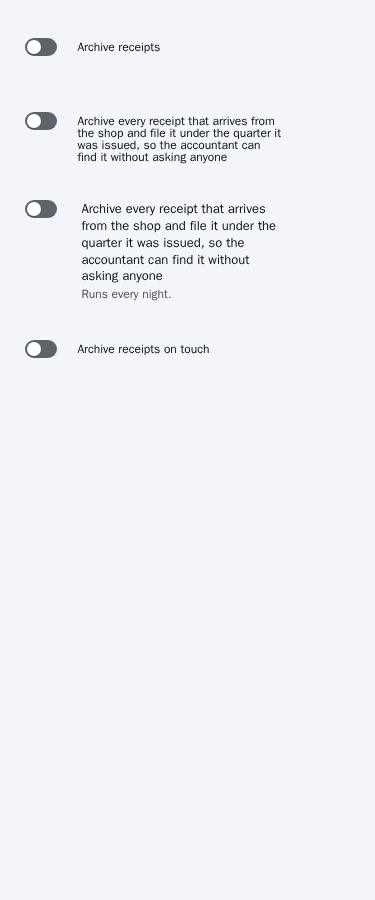 Archive receipts
Archive every receipt that arrives from
the shop and file it under the quarter it
was issued, so the accountant can
find it without asking anyone
Archive every receipt that arrives
from the shop and file it under the
quarter it was issued, so the
accountant can find it without
asking anyone
Runs every night.
Archive receipts on touch